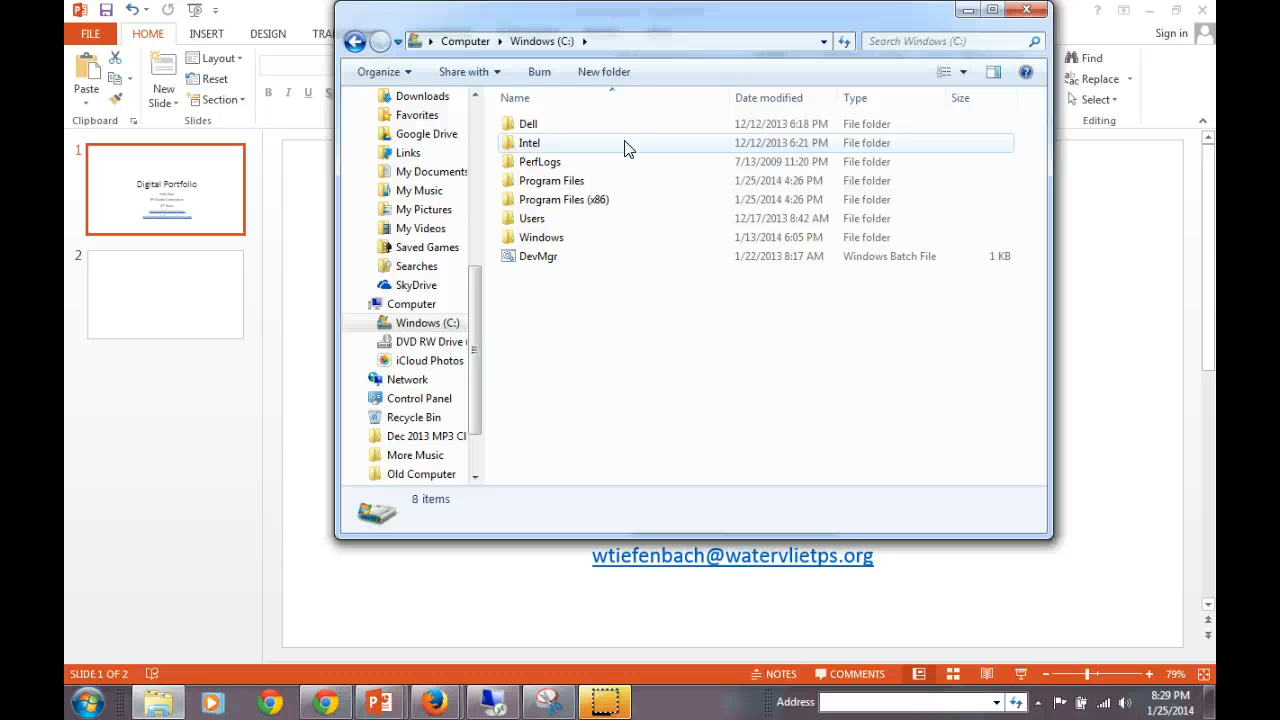 FILE HOME INSERT DESIGN TRA
Sign in
Paste
New
Slide
Layout
Reset
Section
B I U S
Clipboard
Slides
Find
Replace
Select
Editing
Computer Windows (C:)
Search Windows (C:)
Organize Share with Burn New folder
Name Date modified Type Size
Downloads
Favorites
Google Drive
Links
My Documents
My Music
My Pictures
My Videos
Saved Games
Searches
SkyDrive
Computer
Windows (C:)
DVD RW Drive (
iCloud Photos
Network
Control Panel
Recycle Bin
Dec 2013 MP3 Cl
More Music
Old Computer
Dell 12/12/2013 6:18 PM File folder
Intel 12/12/2013 6:21 PM File folder
PerfLogs 7/13/2009 11:20 PM File folder
Program Files 1/25/2014 4:26 PM File folder
Program Files (x86) 1/25/2014 4:26 PM File folder
Users 12/17/2013 8:42 AM File folder
Windows 1/13/2014 6:05 PM File folder
DevMgr 1/22/2013 8:17 AM Windows Batch File 1 KB
8 items
1
Digital Portfolio
2
wtiefenbach@watervlietps.org
SLIDE 1 OF 2
NOTES COMMENTS 79%
Address
8:29 PM
1/25/2014